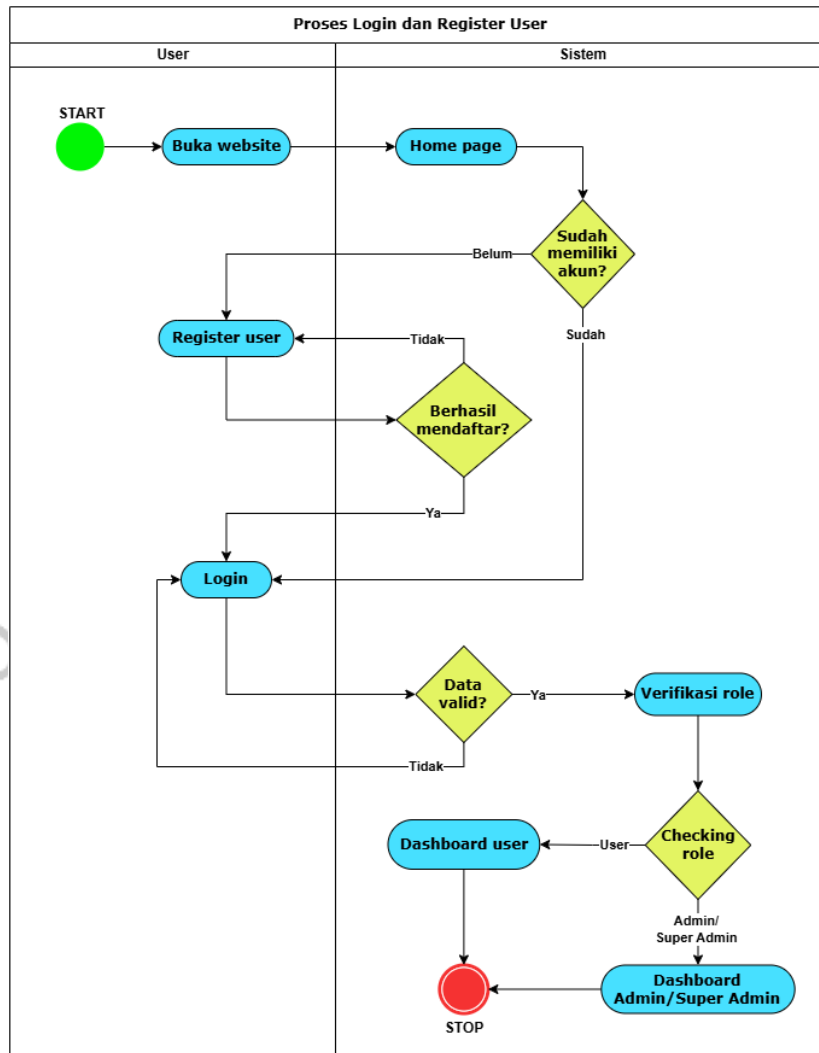 Proses Login dan Register User
User
Sistem
START
Buka website
Home page
Sudah
memiliki
akun?
Belum
Sudah
Register user
Tidak
Berhasil
mendaftar?
Ya
Login
Data
valid?
Ya
Verifikasi role
Tidak
Checking
role
User
Dashboard user
Admin/
Super Admin
Dashboard
Admin/Super Admin
STOP